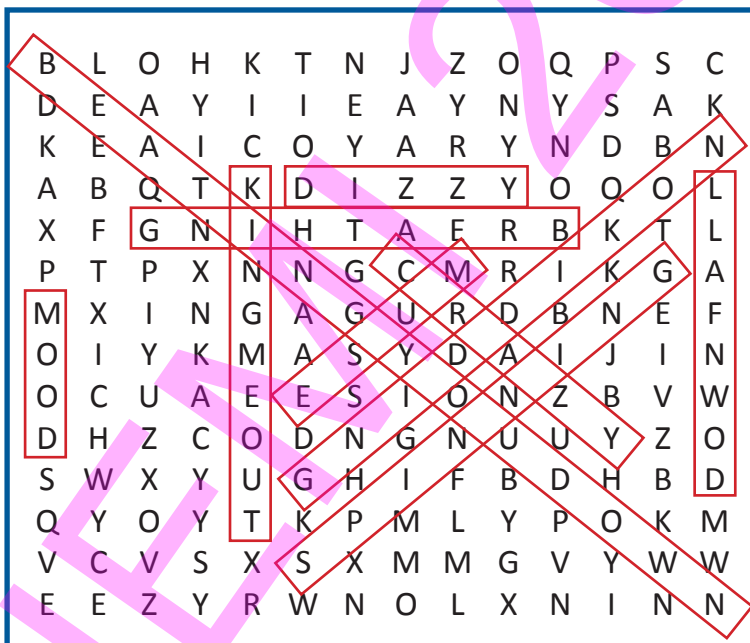 B L O H K T N J Z O Q P S C
D E A Y I I E A Y N Y S A K
K E A I C O Y A R Y N D B N
A B Q T K D I Z Z Y O Q O L
X F G N I H T A E R B K T L
P T P X N N G C M R I K G A
M X I N G A G U R D B N E F
O I Y K M A S Y D A I J I N
O C U A E E S I O N Z B V W
D H Z C O D N G N U U Y Z O
S W X Y U G H I F B D H B D
Q Y O Y T K P M L Y P O K M
V C V S X S X M M G V Y W W
E E Z Y R W N O L X N I N N